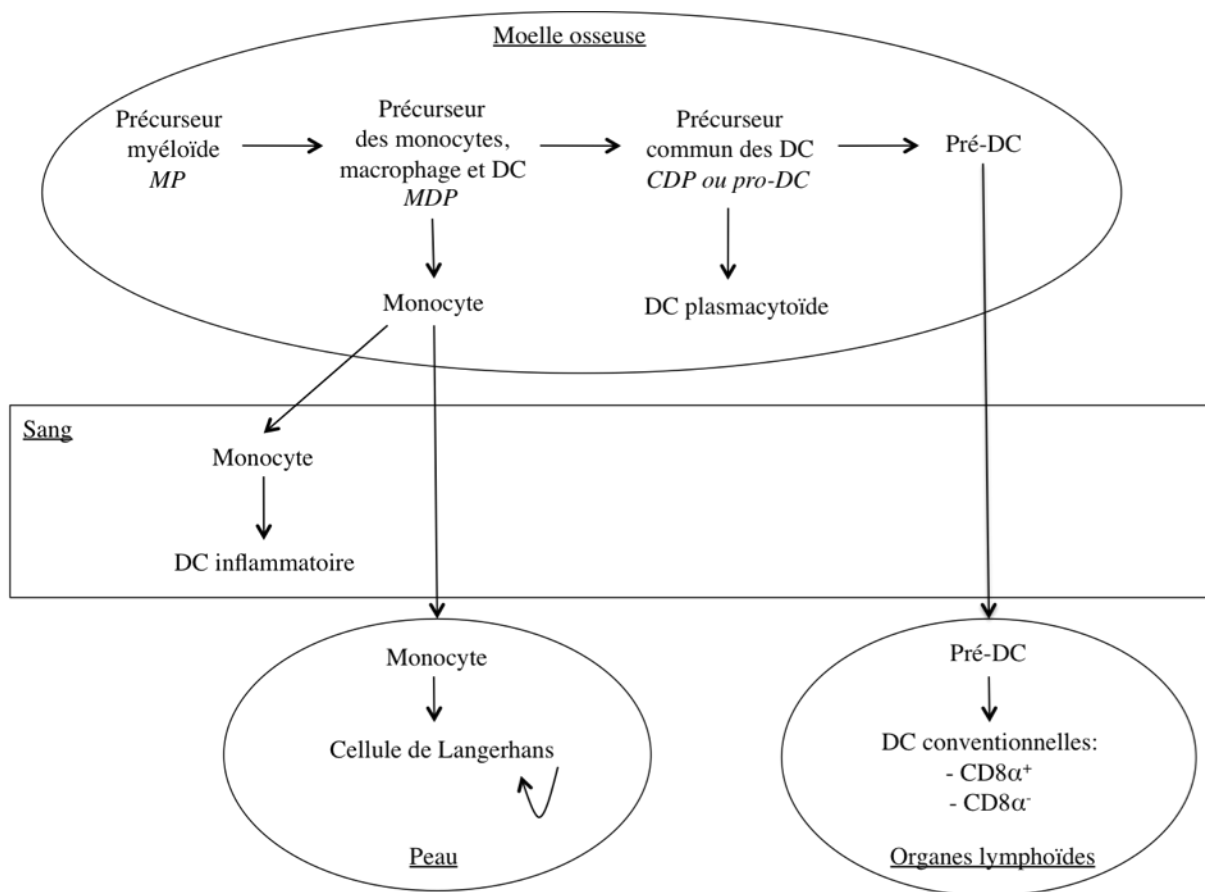 Moelle osseuse
Précurseur
myéloïde
MP
Précurseur
des monocytes,
macrophage et DC
MDP
Précurseur
commun des DC
CDP ou pro-DC
Pré-DC
Monocyte
DC plasmacytoïde
Sang
Monocyte
DC inflammatoire
Monocyte
Cellule de Langerhans
Peau
Pré-DC
DC conventionnelles:
- CD8α⁺
- CD8α⁻
Organes lymphoïdes